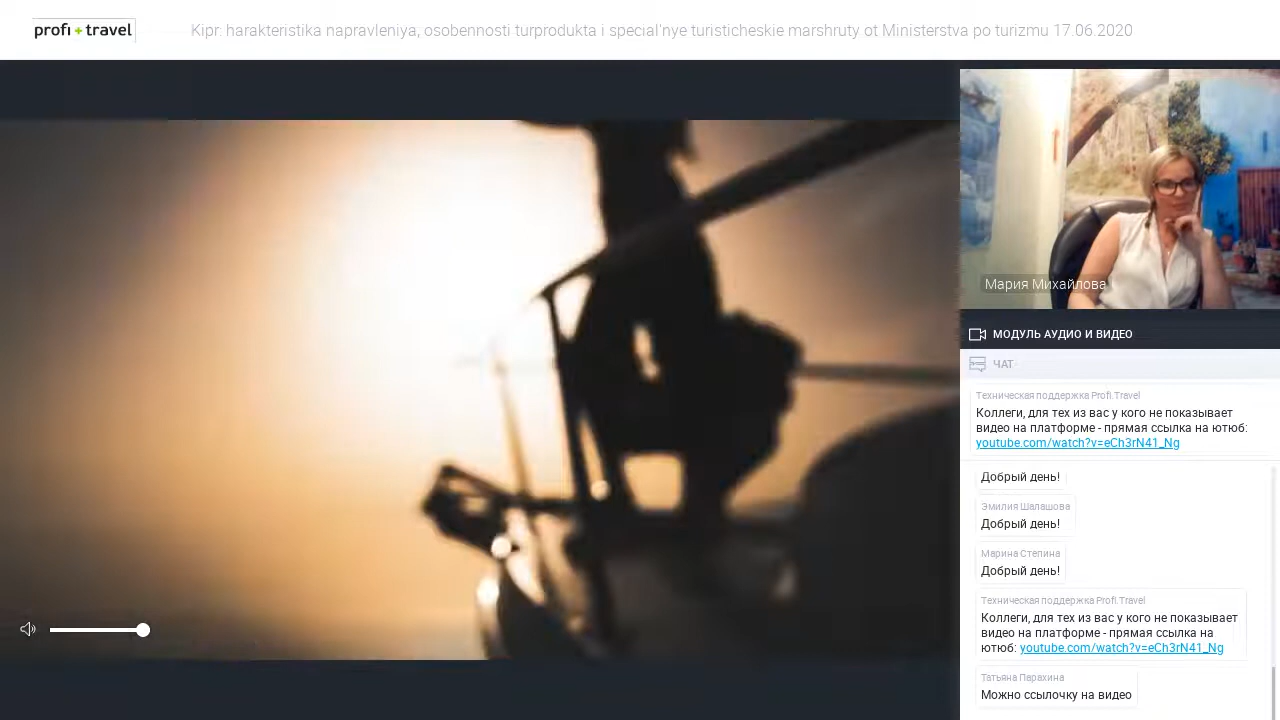 profi + travel
Kipr: harakteristika napravleniya, osobennosti turprodukta i special'nye turisticheskie marshruty ot Ministerstva po turizmu 17.06.2020
Мария Михайлова
МОДУЛЬ АУДИО И ВИДЕО
ЧАТ
Техническая поддержка Profi.Travel
Коллеги, для тех из вас у кого не показывает
видео на платформе - прямая ссылка на ютюб:
youtube.com/watch?v=eCh3rN41_Ng
Добрый день!
Эмилия Шалашова
Добрый день!
Марина Степина
Добрый день!
Техническая поддержка Profi.Travel
Коллеги, для тех из вас у кого не показывает
видео на платформе - прямая ссылка на
ютюб: youtube.com/watch?v=eCh3rN41_Ng
Татьяна Парахина
Можно ссылочку на видео